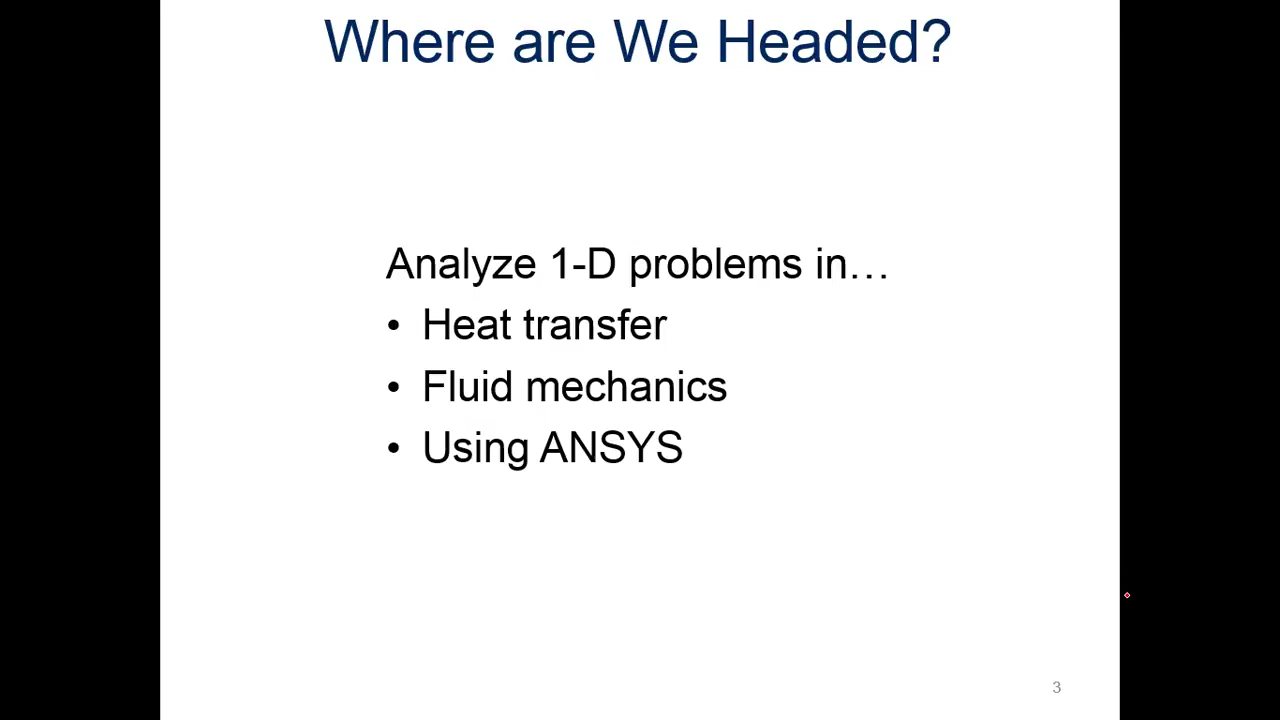 Where are We Headed?
Analyze 1-D problems in…
• Heat transfer
• Fluid mechanics
• Using ANSYS
3